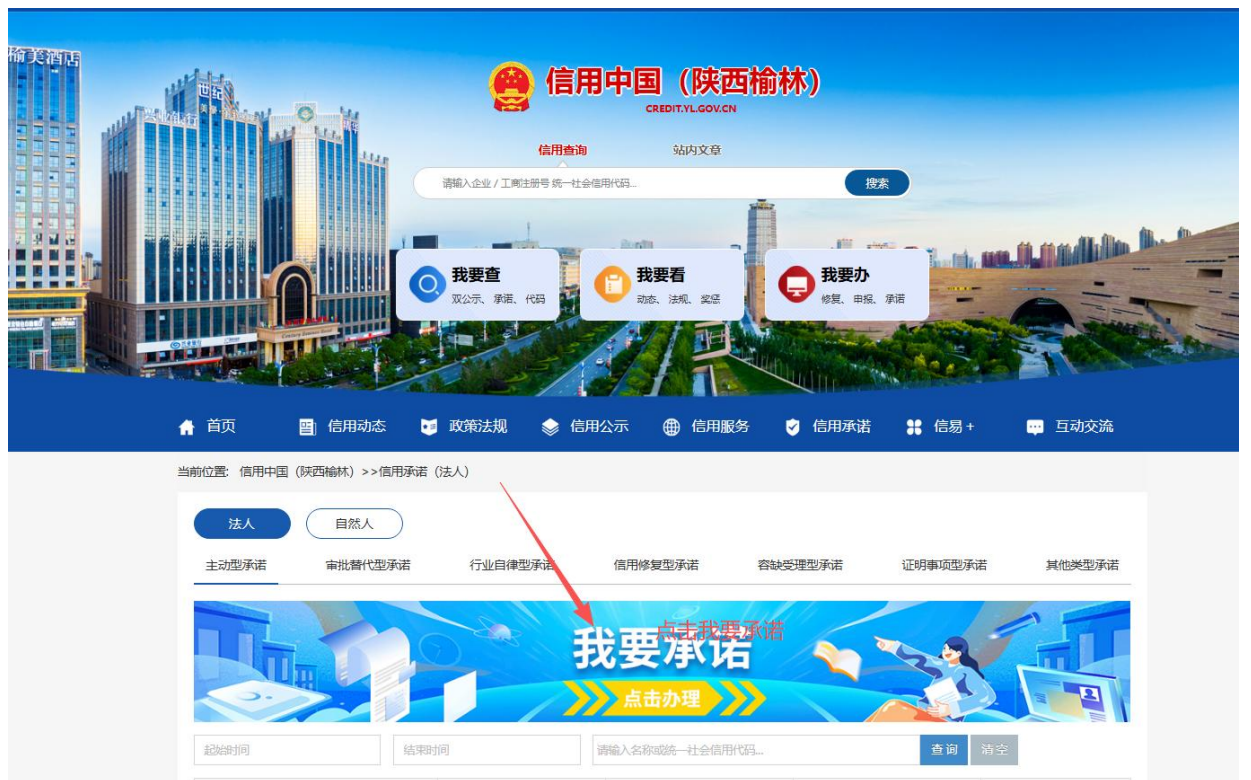 信用中国（陕西榆林）
CREDIT.YL.GOV.CN
信用查询 站内文章
请输入企业 / 工商注册号 统一社会信用代码... 搜索
我要查 我要看 我要办
双公示、承诺、代码 动态、法规、奖惩 修复、申报、承诺
首页 信用动态 政策法规 信用公示 信用服务 信用承诺 信易 + 互动交流
当前位置: 信用中国（陕西榆林）>>信用承诺（法人）
法人 自然人
主动型承诺 审批替代型承诺 行业自律型承诺 信用修复型承诺 容缺受理型承诺 证明事项型承诺 其他类型承诺
我要承诺
点击我要承诺
点击办理
起始时间 结束时间 请输入名称或统一社会信用代码... 查询 清空